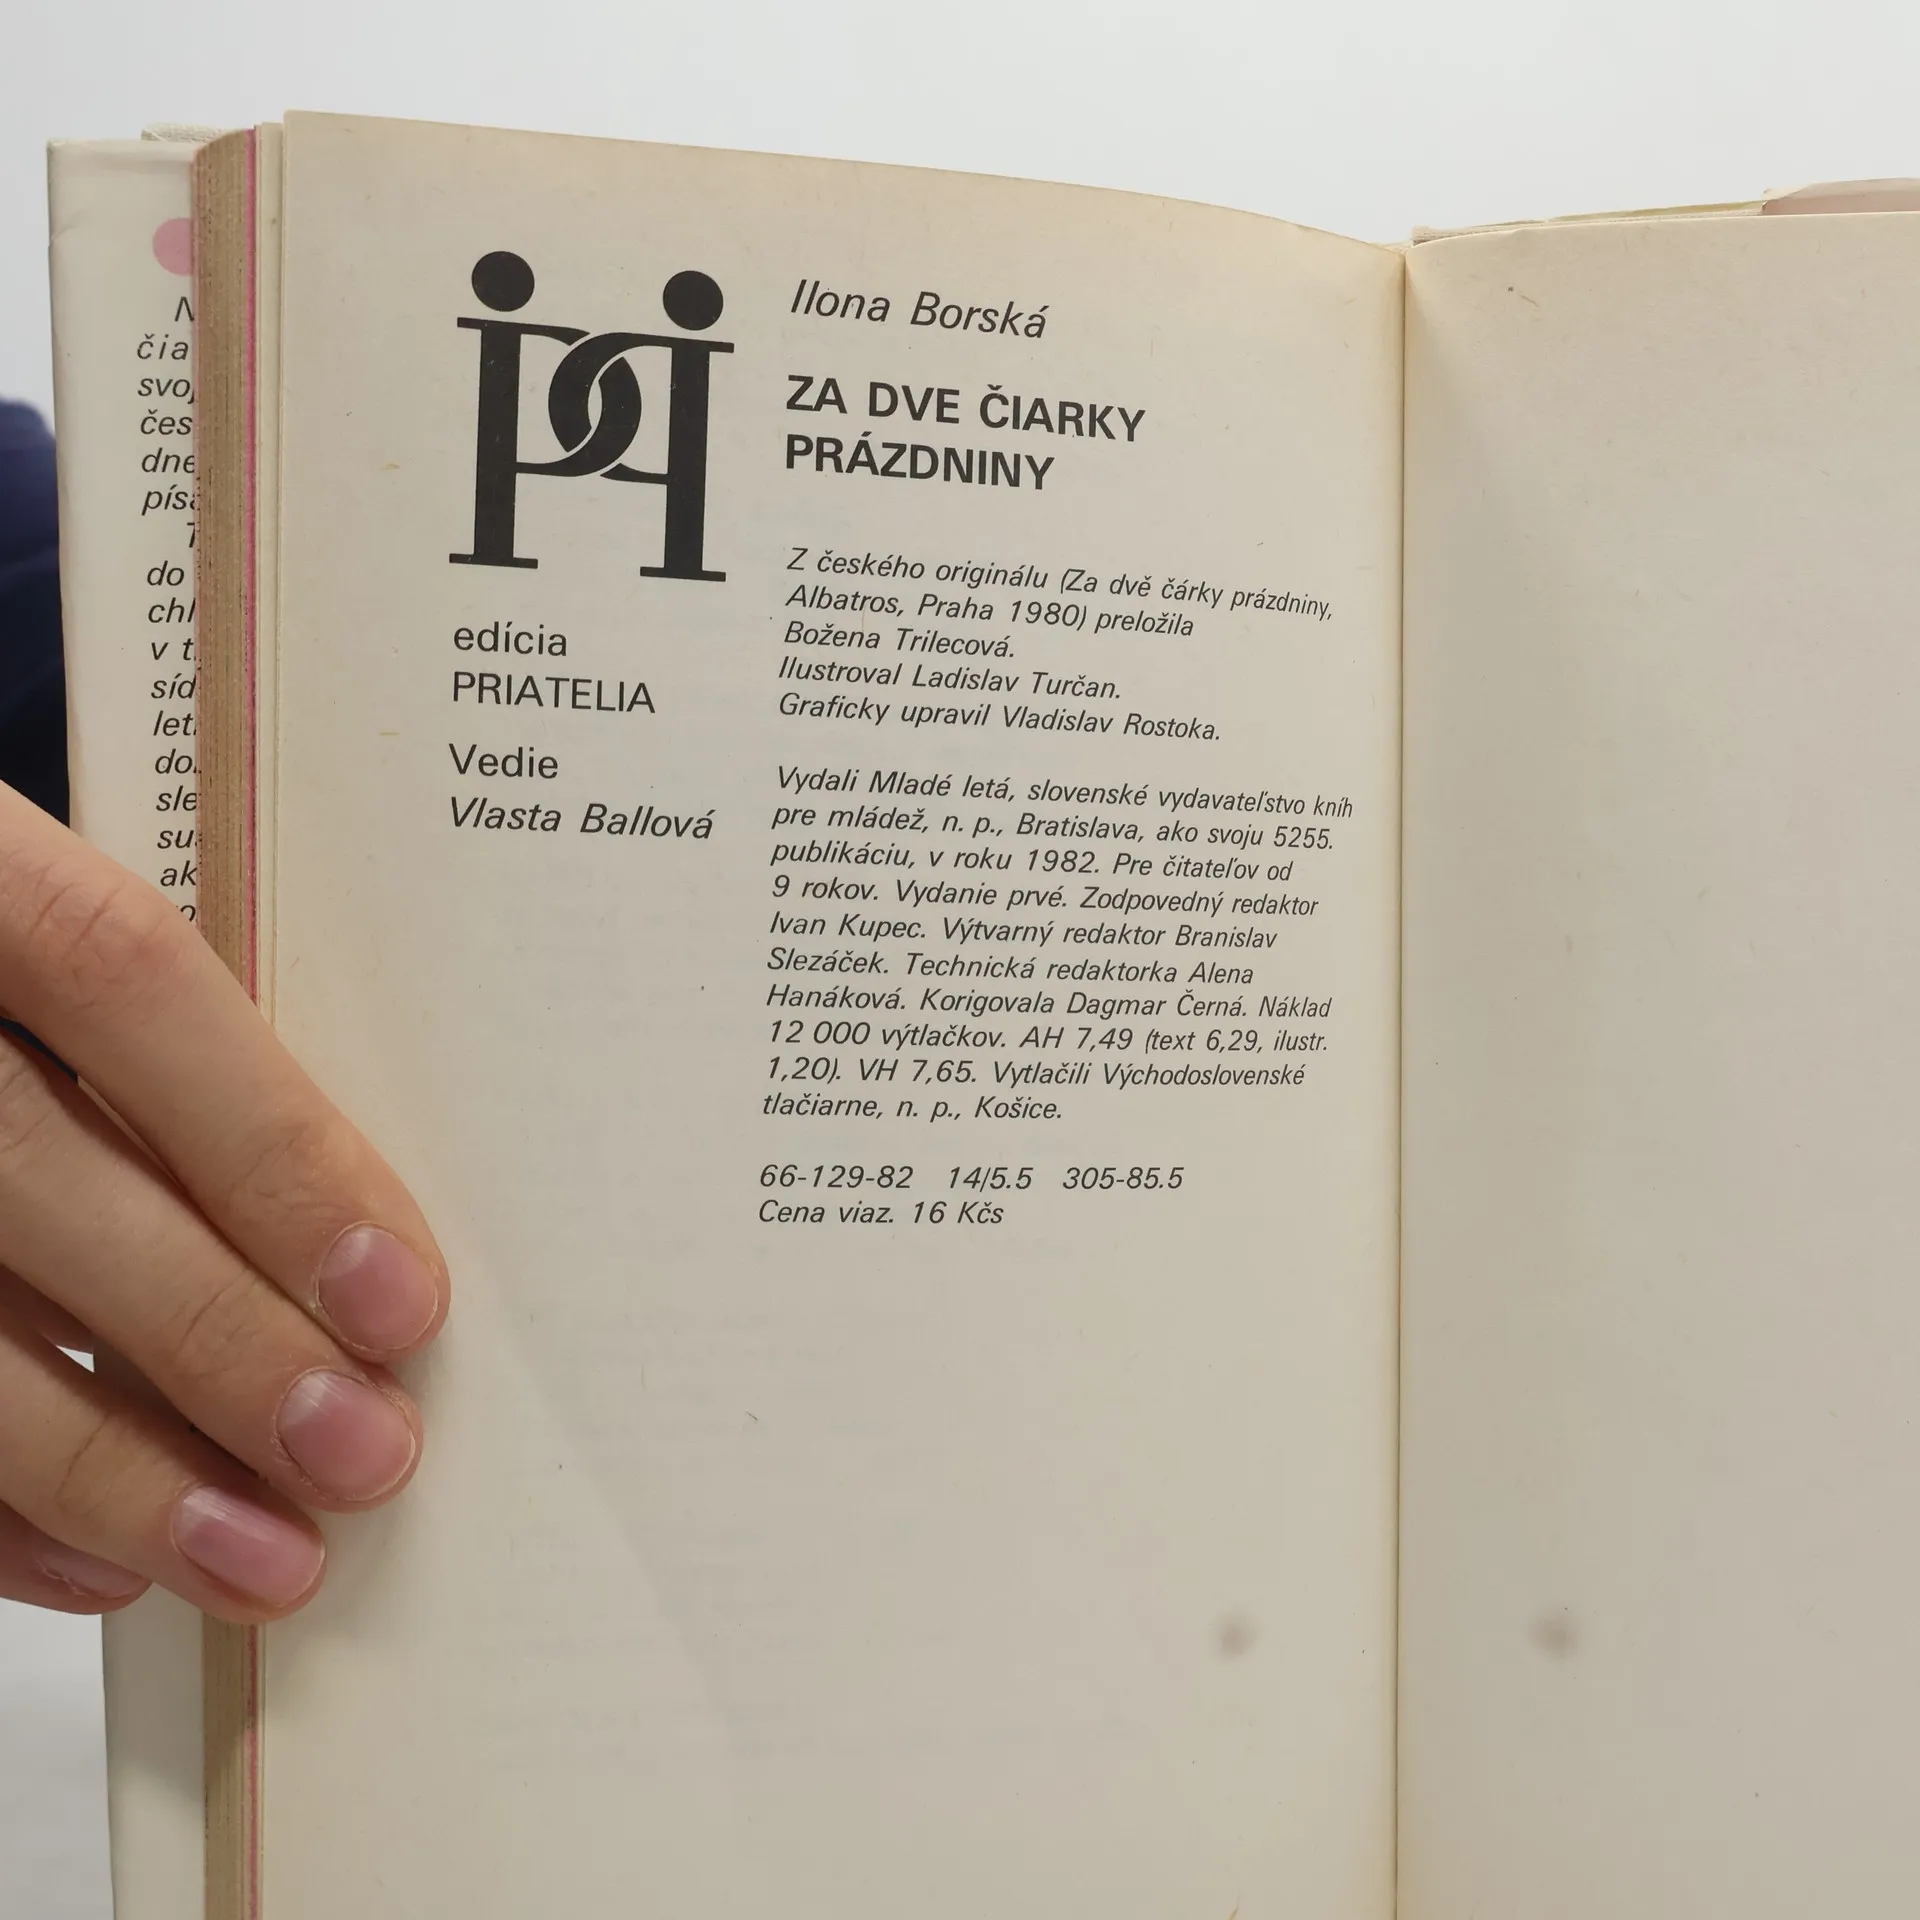 Ilona Borská
ZA DVE ČIARKY
PRÁZDNINY
edícia
PRIATELIA
Vedie
Vlasta Ballová
Z českého originálu (Za dvě čárky prázdniny,
Albatros, Praha 1980) preložila
Božena Trilecová.
Ilustroval Ladislav Turčan.
Graficky upravil Vladislav Rostoka.
Vydali Mladé letá, slovenské vydavateľstvo kníh
pre mládež, n. p., Bratislava, ako svoju 5255.
publikáciu, v roku 1982. Pre čitateľov od
9 rokov. Vydanie prvé. Zodpovedný redaktor
Ivan Kupec. Výtvarný redaktor Branislav
Slezáček. Technická redaktorka Alena
Hanáková. Korigovala Dagmar Černá. Náklad
12 000 výtlačkov. AH 7,49 (text 6,29, ilustr.
1,20). VH 7,65. Vytlačili Východoslovenské
tlačiarne, n. p., Košice.
66-129-82 14/5.5 305-85.5
Cena viaz. 16 Kčs
do